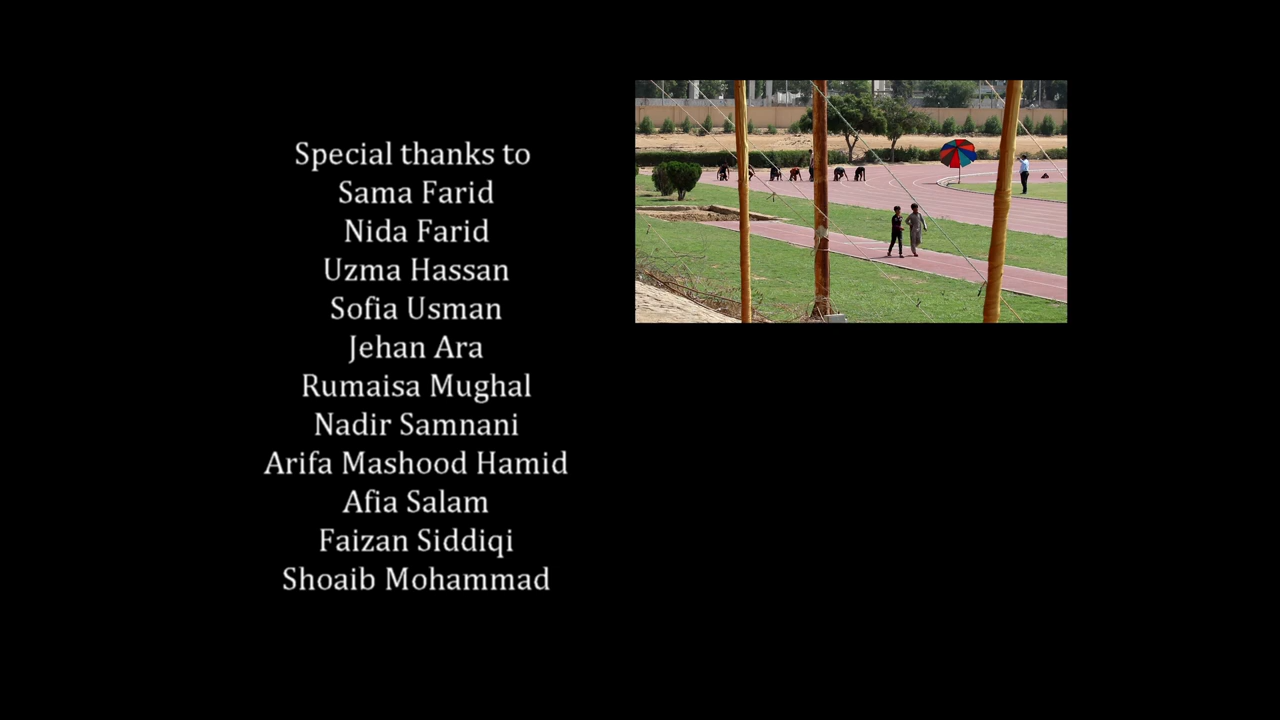 Special thanks to
Sama Farid
Nida Farid
Uzma Hassan
Sofia Usman
Jehan Ara
Rumaisa Mughal
Nadir Samnani
Arifa Mashood Hamid
Afia Salam
Faizan Siddiqi
Shoaib Mohammad